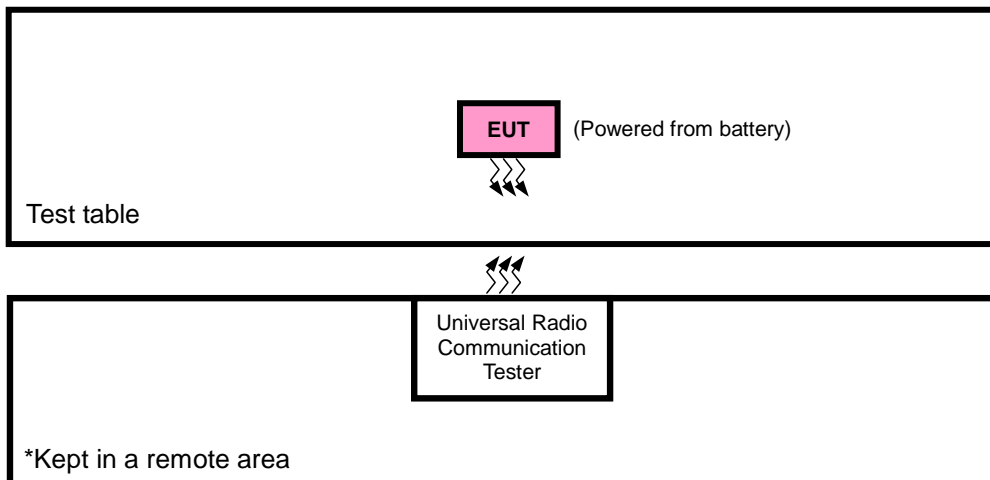 EUT
(Powered from battery)
Test table
Universal Radio
Communication
Tester
*Kept in a remote area